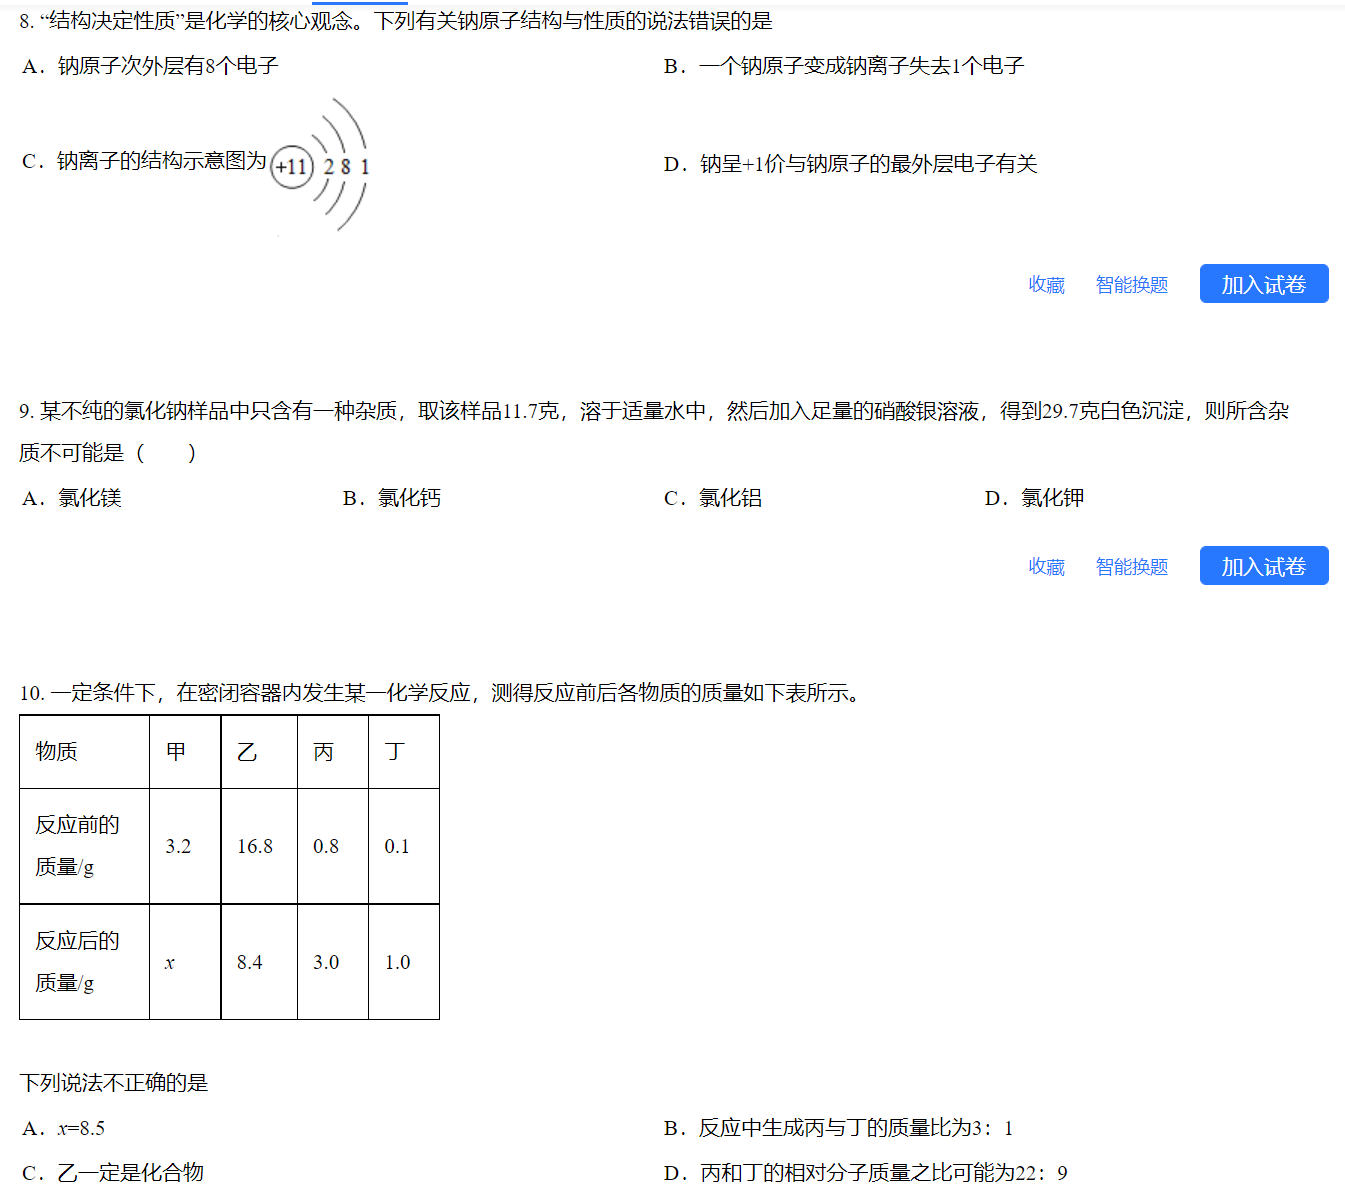 8. “结构决定性质”是化学的核心观念。下列有关钠原子结构与性质的说法错误的是
A．钠原子次外层有8个电子
B．一个钠原子变成钠离子失去1个电子
C．钠离子的结构示意图为 +11 2 8 1
D．钠呈+1价与钠原子的最外层电子有关
收藏 智能换题 加入试卷
9. 某不纯的氯化钠样品中只含有一种杂质，取该样品11.7克，溶于适量水中，然后加入足量的硝酸银溶液，得到29.7克白色沉淀，则所含杂
质不可能是（　　）
A．氯化镁 B．氯化钙 C．氯化铝 D．氯化钾
收藏 智能换题 加入试卷
10. 一定条件下，在密闭容器内发生某一化学反应，测得反应前后各物质的质量如下表所示。
物质 甲 乙 丙 丁
反应前的
质量/g 3.2 16.8 0.8 0.1
反应后的
质量/g x 8.4 3.0 1.0
下列说法不正确的是
A．x=8.5
B．反应中生成丙与丁的质量比为3：1
C．乙一定是化合物
D．丙和丁的相对分子质量之比可能为22：9